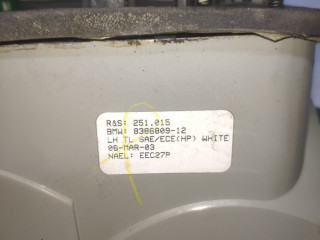 R&S: 251.015
BMW: 8386809-12
LH TL SAE/ECE(HP) WHITE
06-MAR-03
NAEL: EEC27P